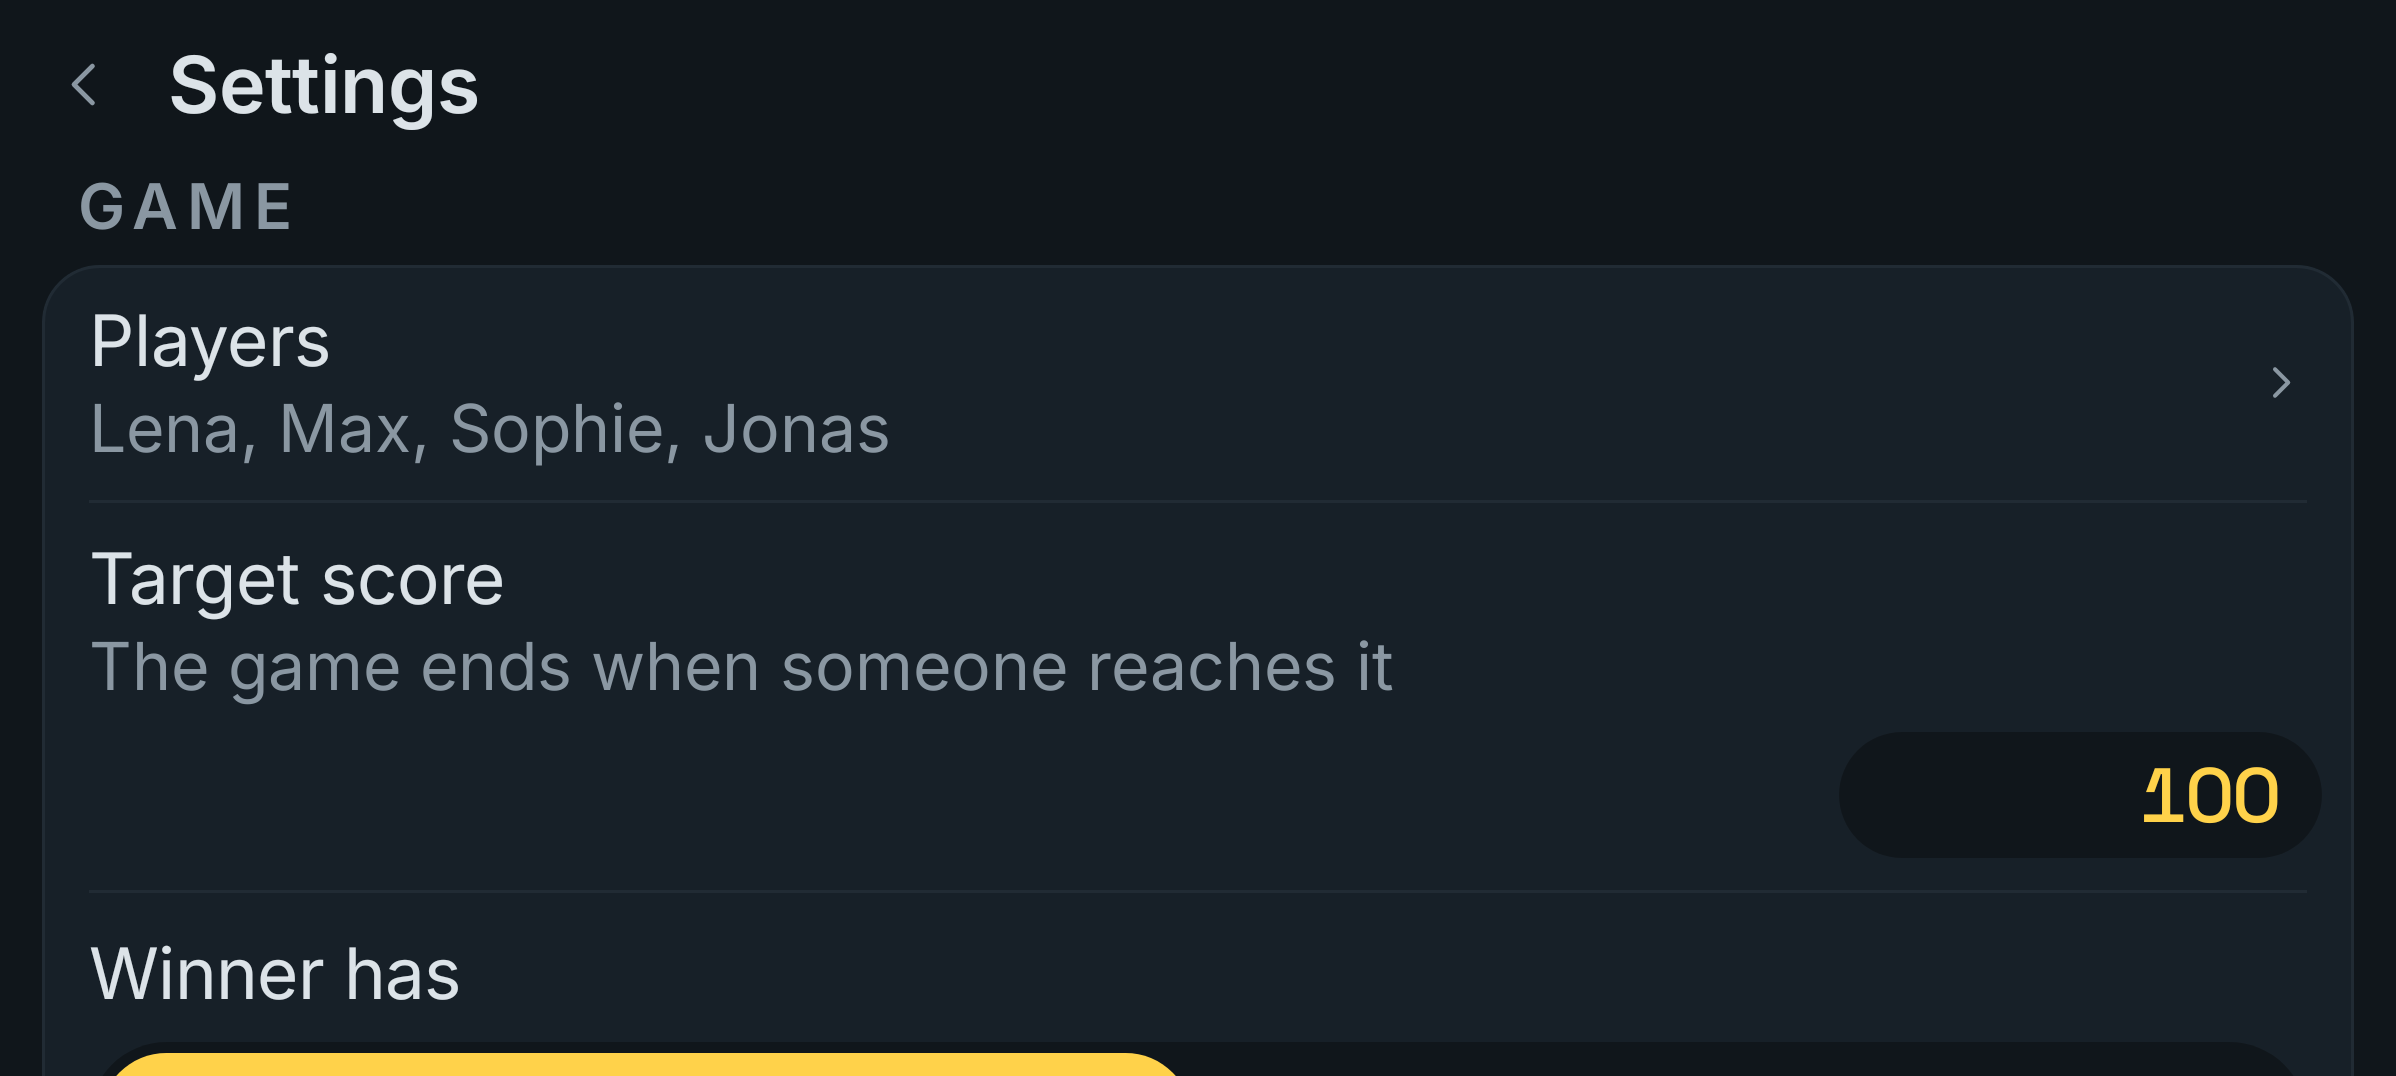 Settings
GAME
Players
Lena, Max, Sophie, Jonas
Target score
The game ends when someone reaches it
100
Winner has